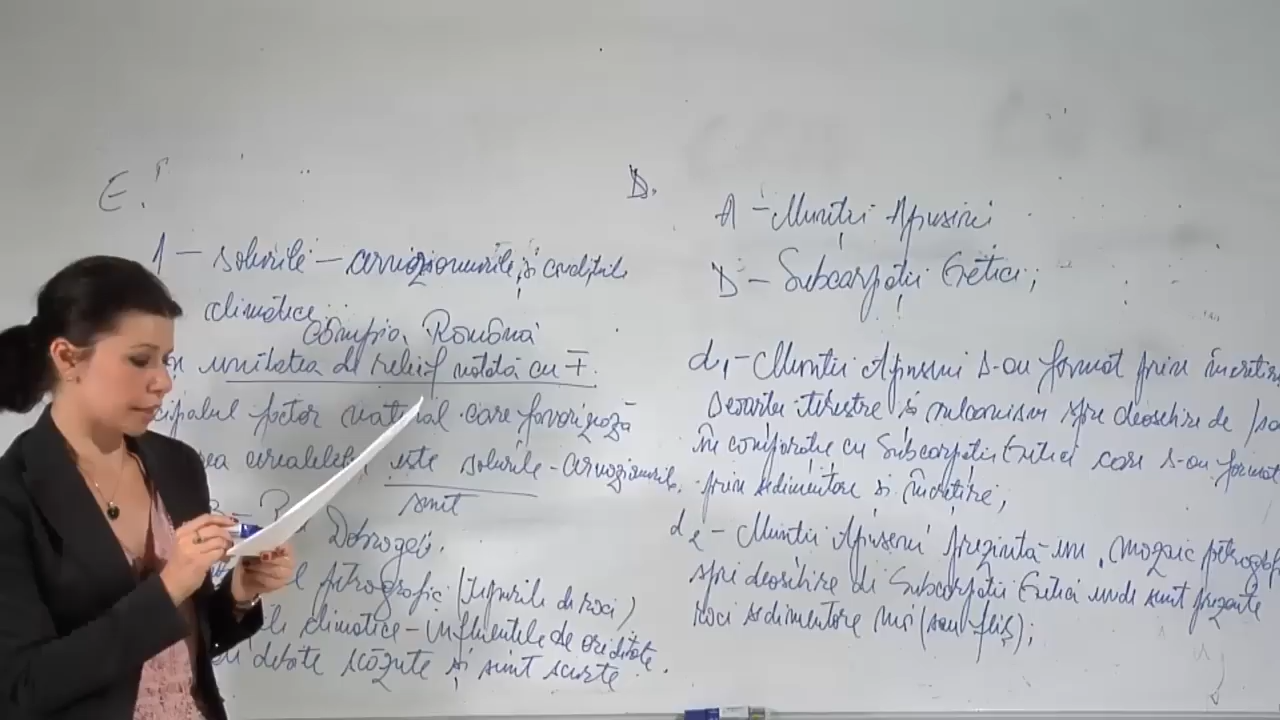 E.
1 – solurile – cernoziomurile, și condițiile
climatice.
Câmpia Română
unitatea de relief notată cu F.
factor natural care favorizează
cerealelor este solurile - cernoziomurile,
sunt
Dobrogei.
petrografic (tipurile de roci)
climatice – influențele de ariditate
debite scăzute și sunt scurte.
D.
A – Munții Apuseni
D – Subcarpații Getici;
d1 – Munții Apuseni s-au format prin încrețirea
scoarței terestre și vulcanism spre deosebire de
în comparație cu Subcarpații Getici care s-au format
prin sedimentare și încrețire;
d2 – Munții Apuseni prezintă un mozaic petrografic
spre deosebire de Subcarpații Getici unde sunt prezente
roci sedimentare noi (sau fliș);